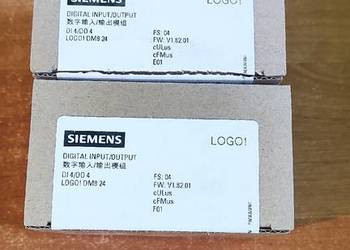 SIEMENS LOGO!
DIGITAL INPUT/OUTPUT
数字输入/输出模组
DI 4/DO 4 FS: 04
LOGO! DM8 24 FW: V1.82.01
cULus
cFMus
E01
SIEMENS LOGO!
DIGITAL INPUT/OUTPUT
数字输入/输出模组
DI 4/DO 4 FS: 04
LOGO! DM8 24 FW: V1.82.01
cULus
cFMus
E01